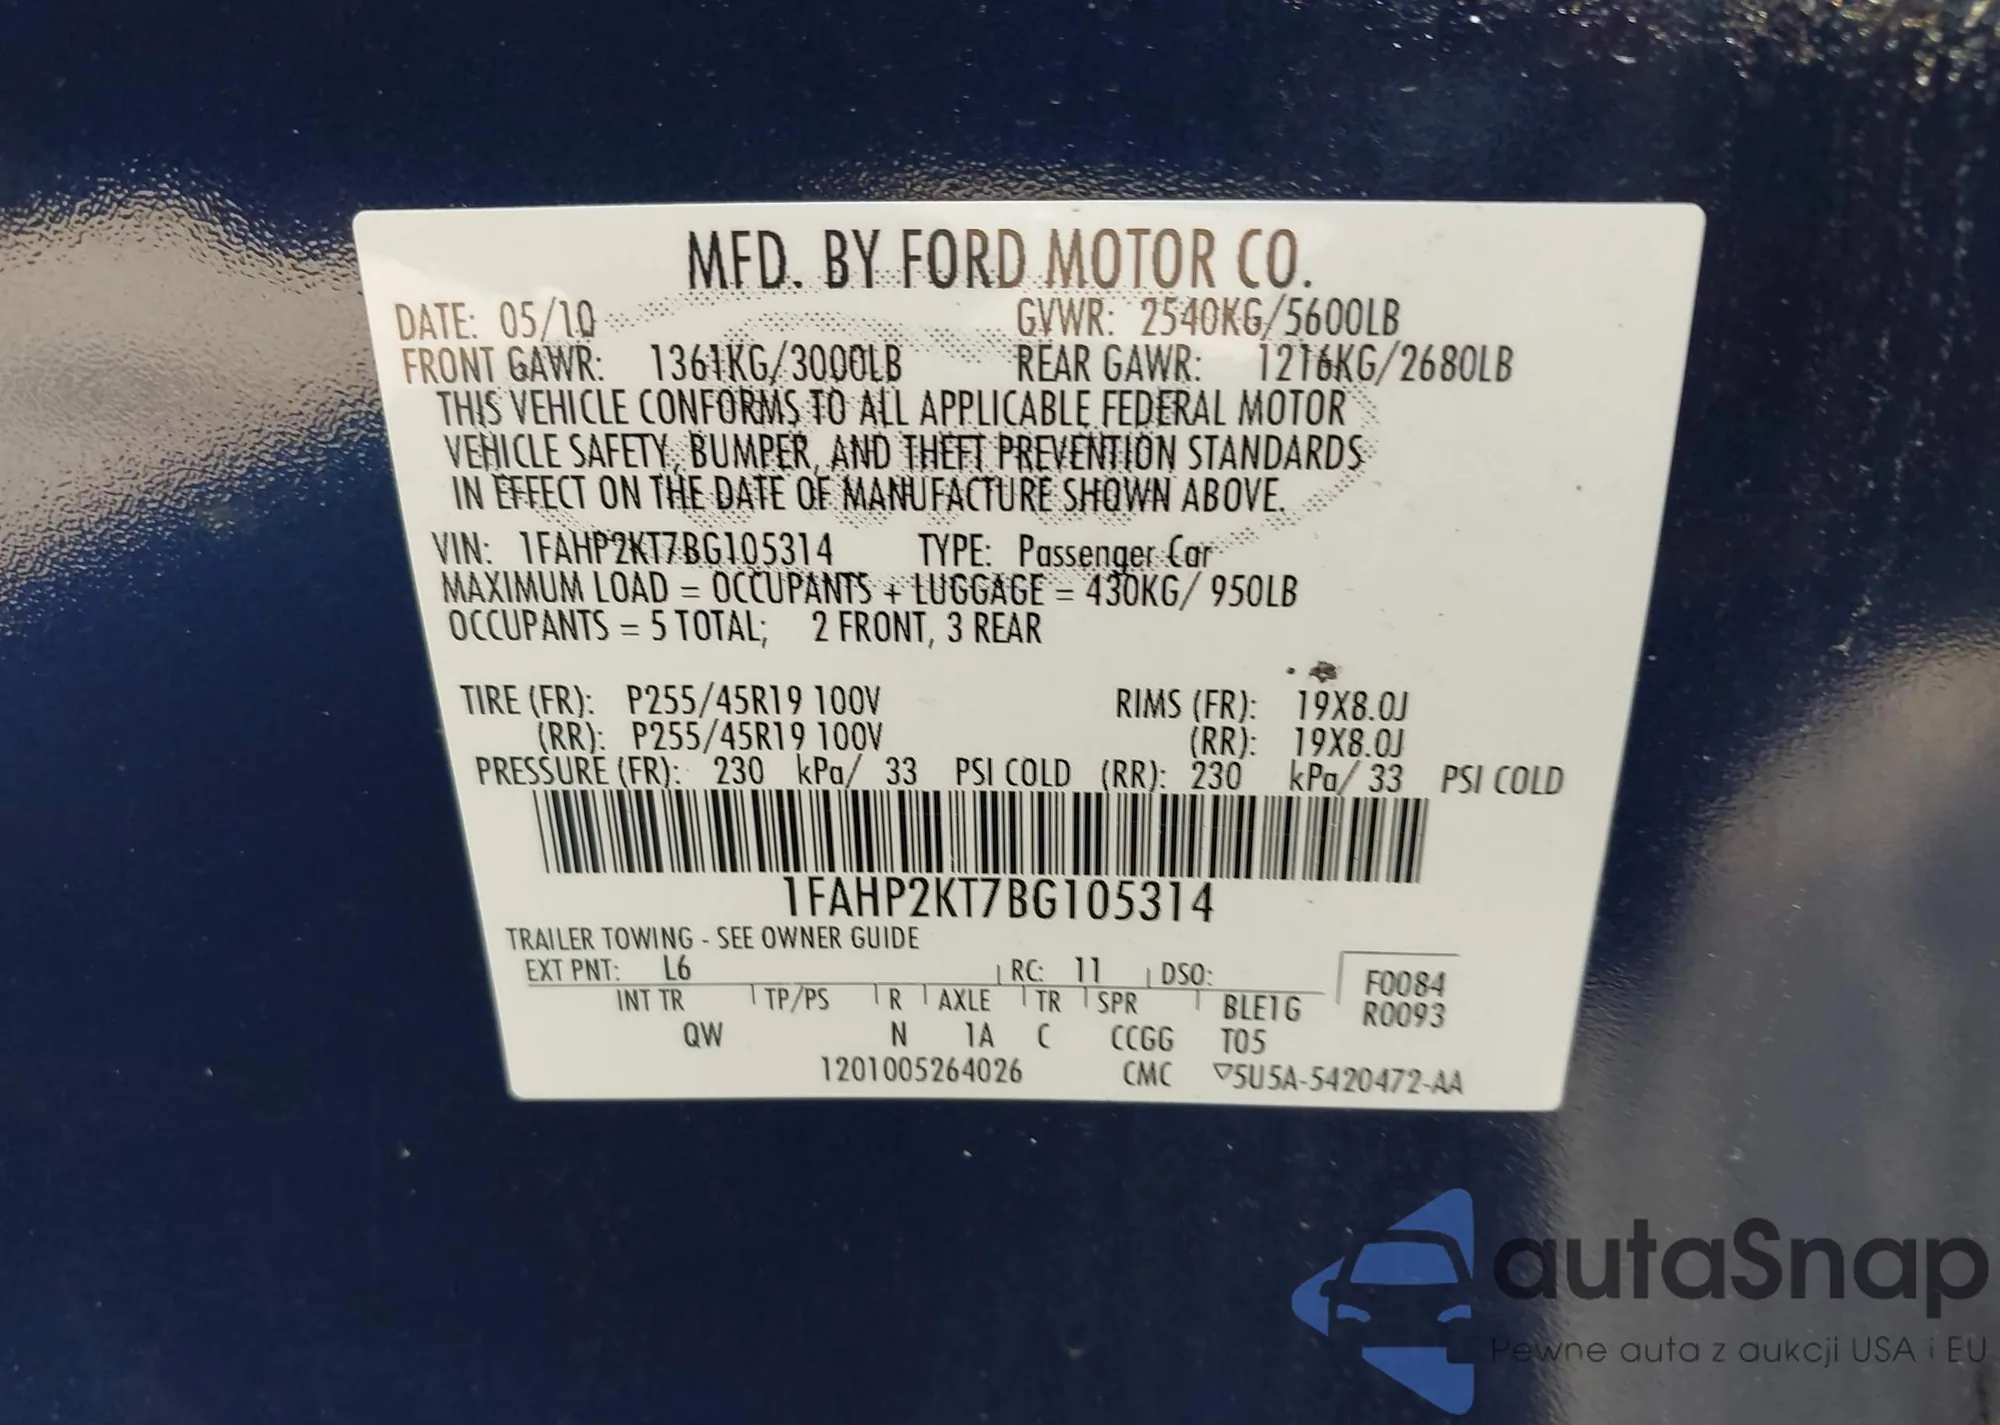 MFD. BY FORD MOTOR CO.
DATE: 05/10 GVWR: 2540KG/5600LB
FRONT GAWR: 1361KG/3000LB REAR GAWR: 1216KG/2680LB
THIS VEHICLE CONFORMS TO ALL APPLICABLE FEDERAL MOTOR
VEHICLE SAFETY, BUMPER, AND THEFT PREVENTION STANDARDS
IN EFFECT ON THE DATE OF MANUFACTURE SHOWN ABOVE.
VIN: 1FAHP2KT7BG105314 TYPE: Passenger Car
MAXIMUM LOAD = OCCUPANTS + LUGGAGE = 430KG/ 950LB
OCCUPANTS = 5 TOTAL; 2 FRONT, 3 REAR
TIRE (FR): P255/45R19 100V RIMS (FR): 19X8.0J
(RR): P255/45R19 100V (RR): 19X8.0J
PRESSURE (FR): 230 kPa/ 33 PSI COLD (RR): 230 kPa/ 33 PSI COLD
1FAHP2KT7BG105314
TRAILER TOWING - SEE OWNER GUIDE
EXT PNT: L6 RC: 11 DSO: F0084
INT TR TP/PS R AXLE TR SPR BLE1G R0093
QW N 1A C CCGG T05
1201005264026 CMC ▽5U5A-5420472-AA
autaSnap
Pewne auta z aukcji USA i EU